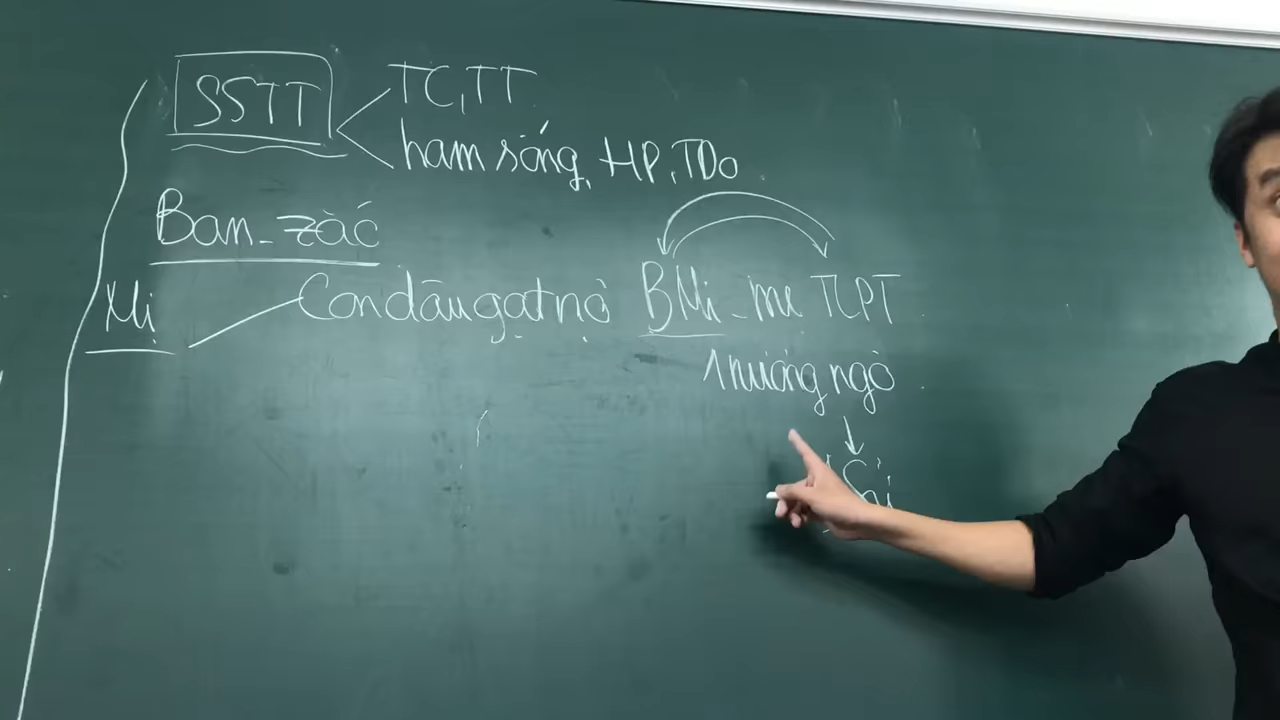 SSTT
TC, TT
ham sống, HP, TDo
Ban-zắc
Mị
Con dâu gạt nợ BMị - mẹ TLPT
1 nương ngô